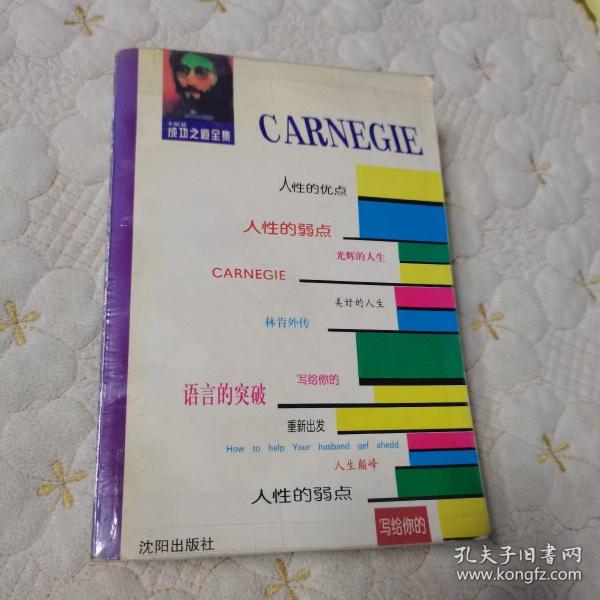 卡耐基
成功之道全集
CARNEGIE
人性的优点
人性的弱点
光辉的人生
CARNEGIE
美好的人生
林肯外传
写给你的
语言的突破
重新出发
How to help Your husband gef ahedd
人生巅峰
人性的弱点
写给你的
沈阳出版社
孔夫子旧书网
www.kongfz.com